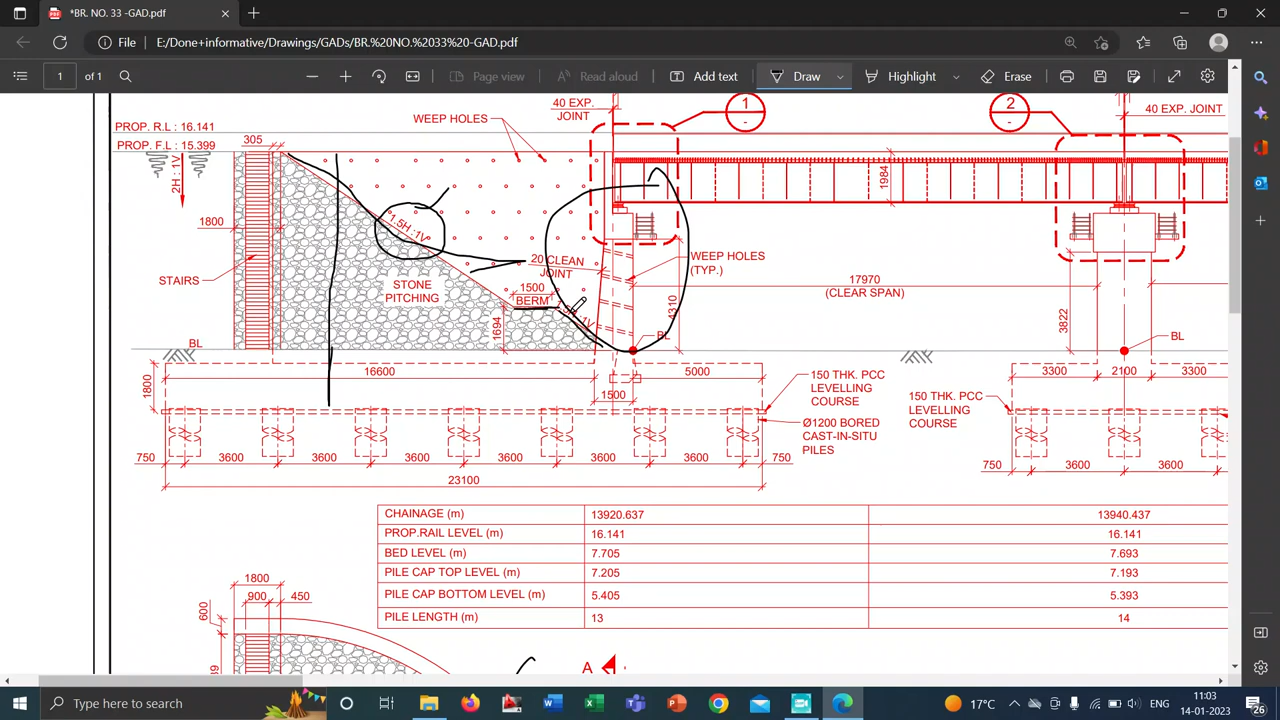 *BR. NO. 33 -GAD.pdf
File
E:/Done+informative/Drawings/GADs/BR.%20NO.%2033%20-GAD.pdf
1
of 1
Page view
Read aloud
Add text
Draw
Highlight
Erase
40 EXP.
JOINT
1
-
2
-
40 EXP. JOINT
WEEP HOLES
PROP. R.L : 16.141
PROP. F.L : 15.399
305
2H : 1V
1984
1800
1.5H :1V
20 CLEAN
JOINT
WEEP HOLES
(TYP.)
STAIRS
STONE
PITCHING
1500
BERM
17970
(CLEAR SPAN)
1694
3822
BL
BL
BL
1800
16600
5000
1500
150 THK. PCC
LEVELLING
COURSE
Ø1200 BORED
CAST-IN-SITU
PILES
150 THK. PCC
LEVELLING
COURSE
3300
2100
3300
750
3600
3600
3600
3600
3600
3600
750
750
3600
3600
23100
CHAINAGE (m) 13920.637 13940.437
PROP.RAIL LEVEL (m) 16.141 16.141
BED LEVEL (m) 7.705 7.693
PILE CAP TOP LEVEL (m) 7.205 7.193
PILE CAP BOTTOM LEVEL (m) 5.405 5.393
PILE LENGTH (m) 13 14
1800
900
450
600
A
Type here to search
17°C
11:03
14-01-2023
26